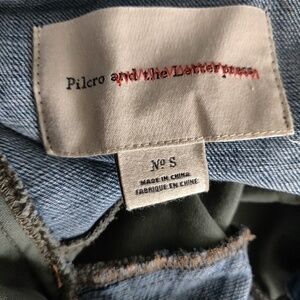 Pilcro and the Letterpress
Nº S
MADE IN CHINA
FABRIQUÉ EN CHINE